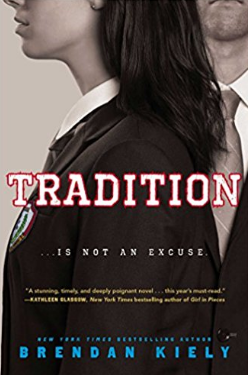 TRADITION
...IS NOT AN EXCUSE.
"A stunning, timely, and deeply poignant novel . . . this year's must-read."
—KATHLEEN GLASGOW, New York Times bestselling author of Girl in Pieces
NEW YORK TIMES BESTSELLING AUTHOR
BRENDAN KIELY